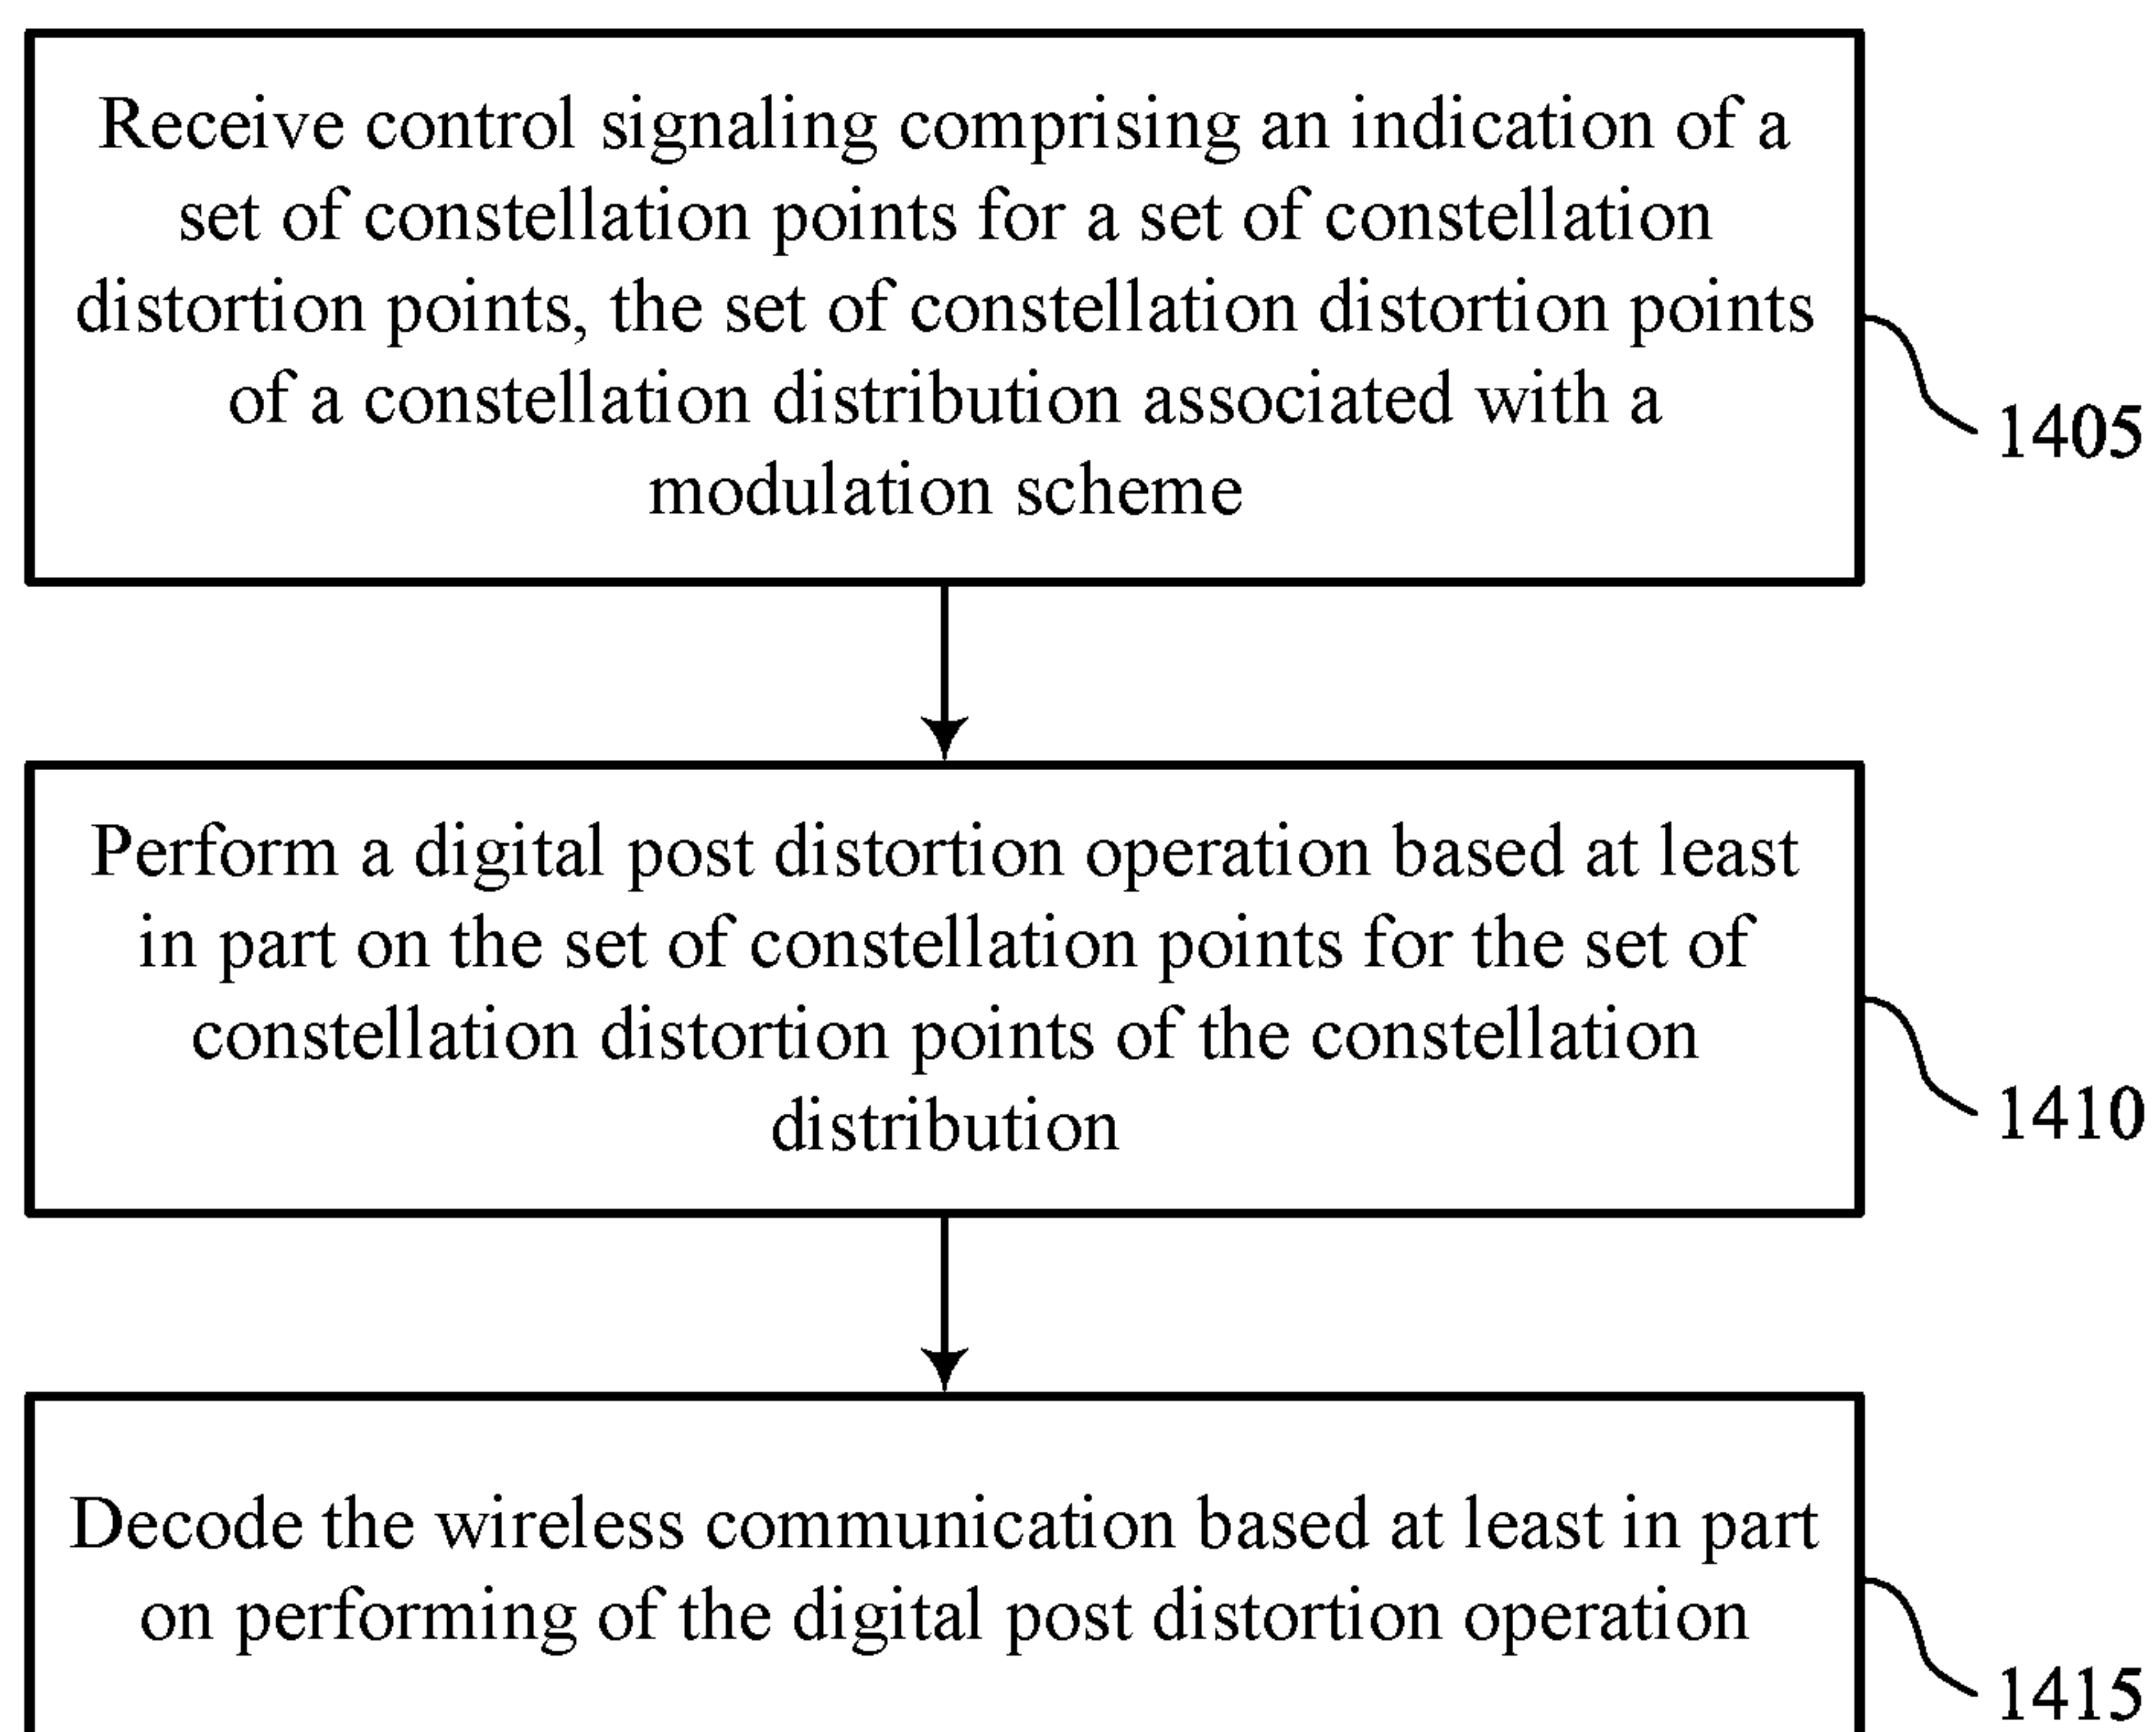 Receive control signaling comprising an indication of a
set of constellation points for a set of constellation
distortion points, the set of constellation distortion points
of a constellation distribution associated with a
modulation scheme
1405
Perform a digital post distortion operation based at least
in part on the set of constellation points for the set of
constellation distortion points of the constellation
distribution
1410
Decode the wireless communication based at least in part
on performing of the digital post distortion operation
1415